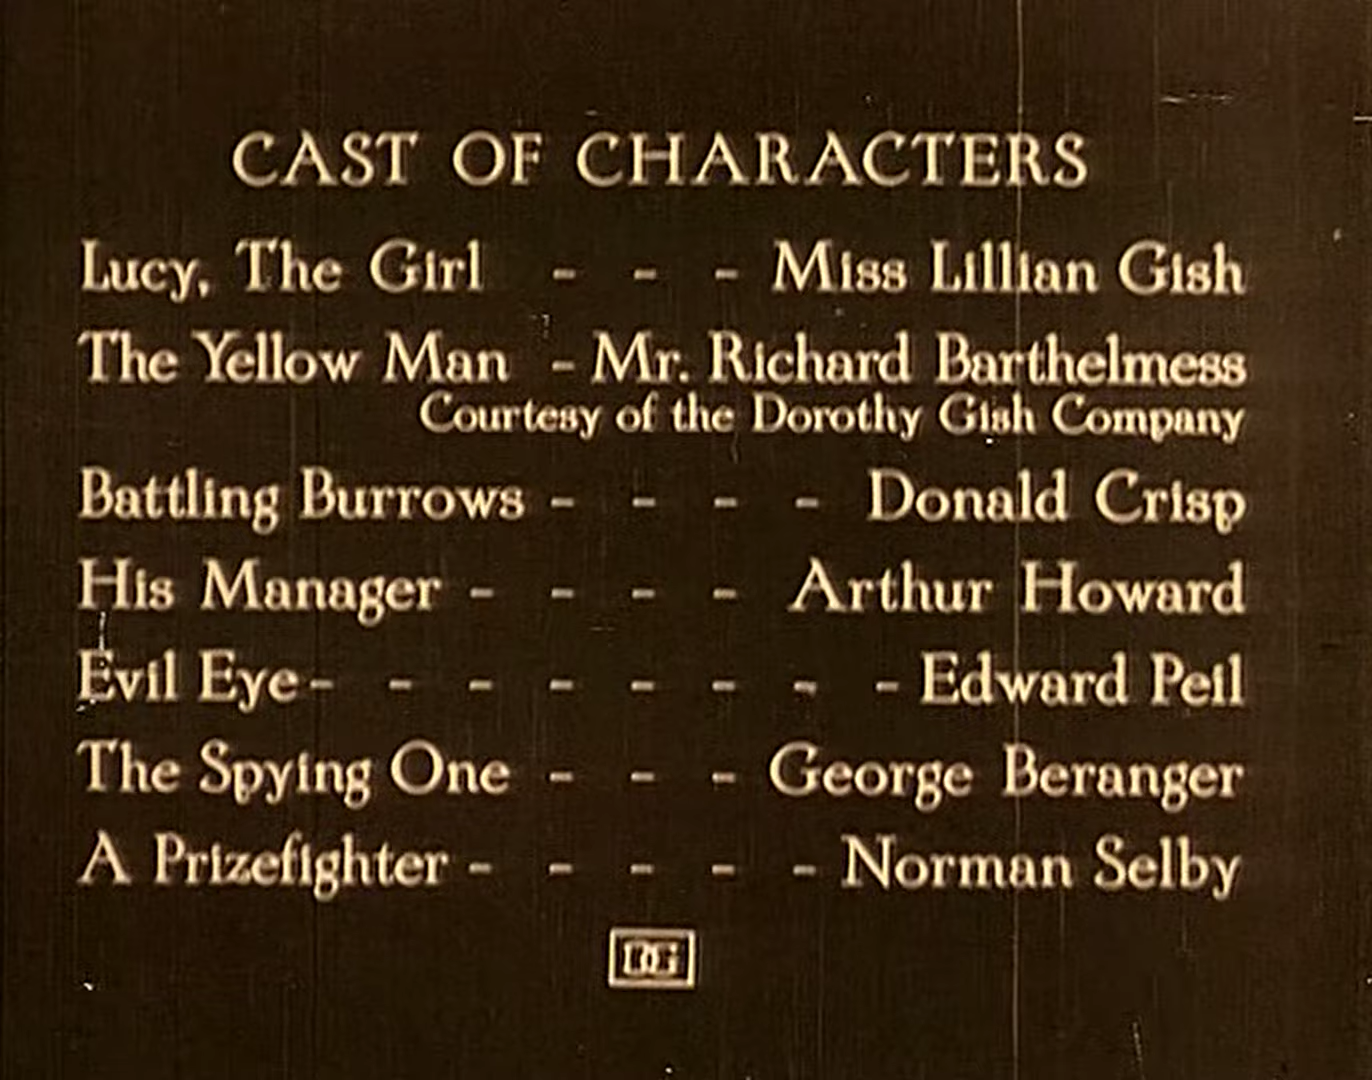 CAST OF CHARACTERS
Lucy, The Girl - - - Miss Lillian Gish
The Yellow Man - Mr. Richard Barthelmess
Courtesy of the Dorothy Gish Company
Battling Burrows - - - - Donald Crisp
His Manager - - - - Arthur Howard
Evil Eye - - - - - - - - Edward Peil
The Spying One - - - George Beranger
A Prizefighter - - - - - Norman Selby
DG